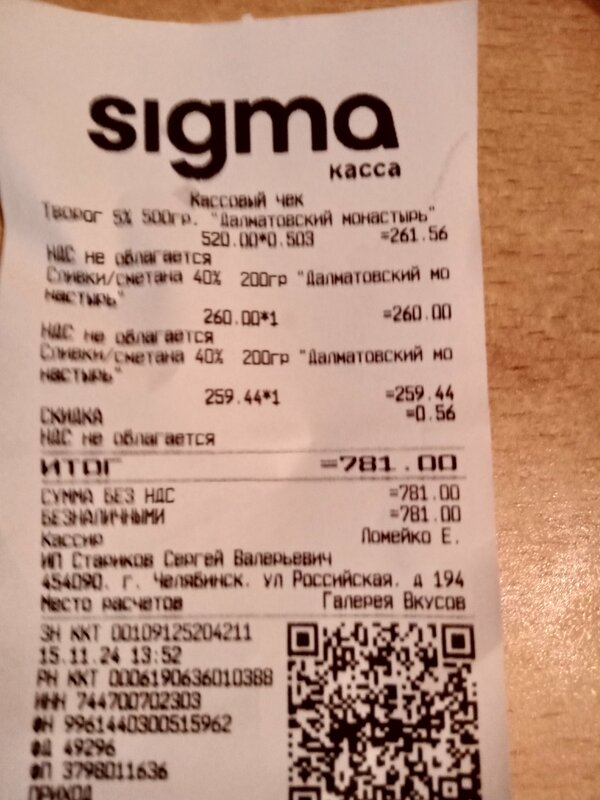 sigma
касса
Кассовый чек
Творог 5% 500гр. "Далматовский монастырь"
520.00*0.503 =261.56
НДС не облагается
Сливки/сметана 40% 200гр "Далматовский мо
настырь"
260.00*1 =260.00
НДС не облагается
Сливки/сметана 40% 200гр "Далматовский мо
настырь"
259.44*1 =259.44
СКИДКА =0.56
НДС не облагается
ИТОГ =781.00
СУММА БЕЗ НДС =781.00
БЕЗНАЛИЧНЫМИ =781.00
Кассир Ломейко Е.
ИП Стариков Сергей Валерьевич
454090. г. Челябинск. ул Российская. д 194
Место расчетов Галерея Вкусов
ЗН ККТ 00109125204211
15.11.24 13:52
РН ККТ 0006190636010388
ИНН 744700702303
ФН 9961440300515962
ФД 49296
ФП 3798011636
ПРИХОД